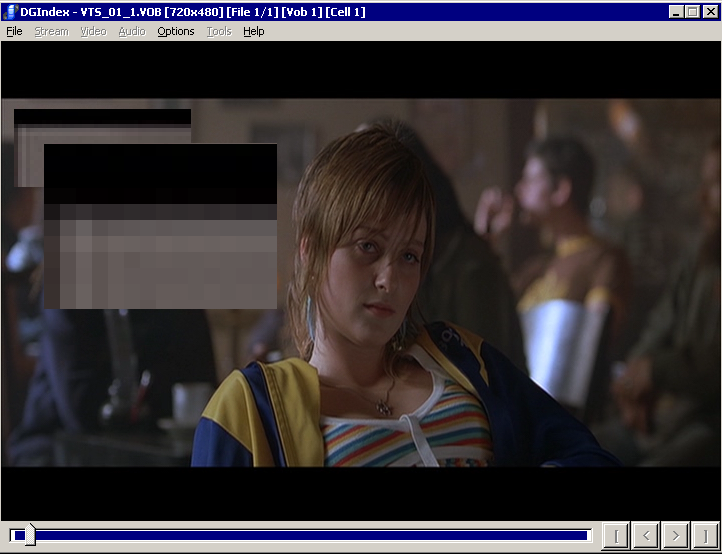 DGIndex - VTS_01_1.VOB [720x480] [File 1/1] [Vob 1] [Cell 1]
File Stream Video Audio Options Tools Help
[ < > ]